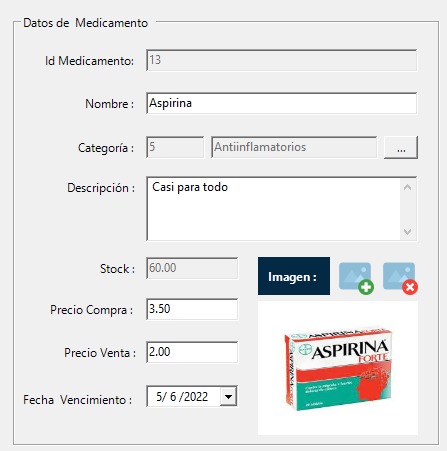 Datos de Medicamento
Id Medicamento: 13
Nombre : Aspirina
Categoría : 5 Antiinflamatorios ...
Descripción : Casi para todo
Stock : 60.00
Imagen :
Precio Compra : 3.50
Precio Venta : 2.00
Fecha Vencimiento : 5/ 6 /2022
BAYER
ASPIRINA
FORTE